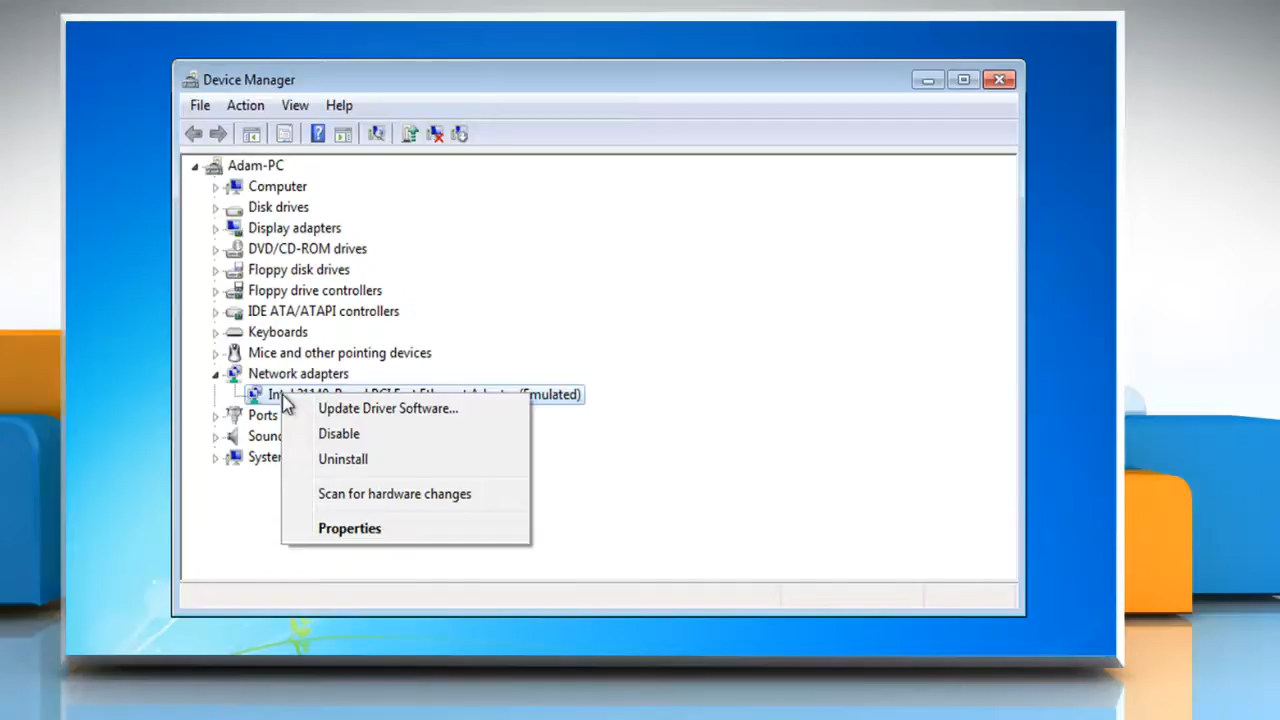 Device Manager
File Action View Help
Adam-PC
Computer
Disk drives
Display adapters
DVD/CD-ROM drives
Floppy disk drives
Floppy drive controllers
IDE ATA/ATAPI controllers
Keyboards
Mice and other pointing devices
Network adapters
(Emulated)
Update Driver Software...
Ports
Disable
Uninstall
Scan for hardware changes
Properties